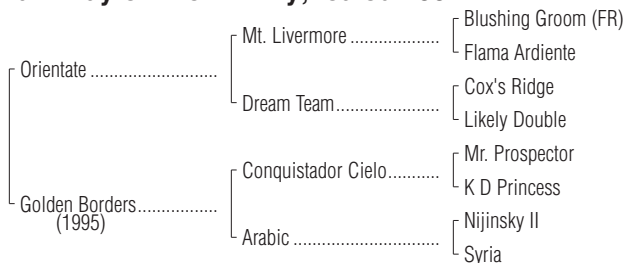 Blushing Groom (FR)
Mt. Livermore
Flama Ardiente
Orientate
Cox's Ridge
Dream Team
Likely Double
Mr. Prospector
Conquistador Cielo
K D Princess
Golden Borders
(1995)
Nijinsky II
Arabic
Syria